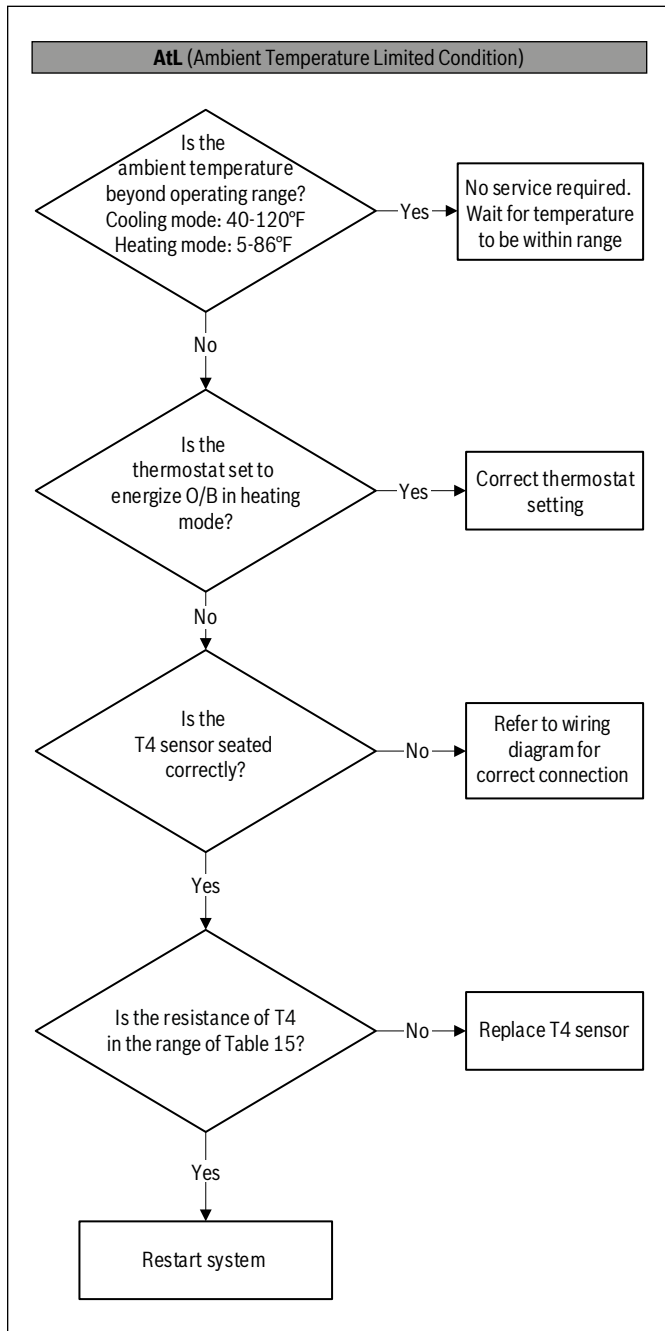 AtL (Ambient Temperature Limited Condition)
Is the
ambient temperature
beyond operating range?
Cooling mode: 40-120°F
Heating mode: 5-86°F
Yes
No service required.
Wait for temperature
to be within range
No
Is the
thermostat set to
energize O/B in heating
mode?
Yes
Correct thermostat
setting
No
Is the
T4 sensor seated
correctly?
No
Refer to wiring
diagram for
correct connection
Yes
Is the resistance of T4
in the range of Table 15?
No
Replace T4 sensor
Yes
Restart system